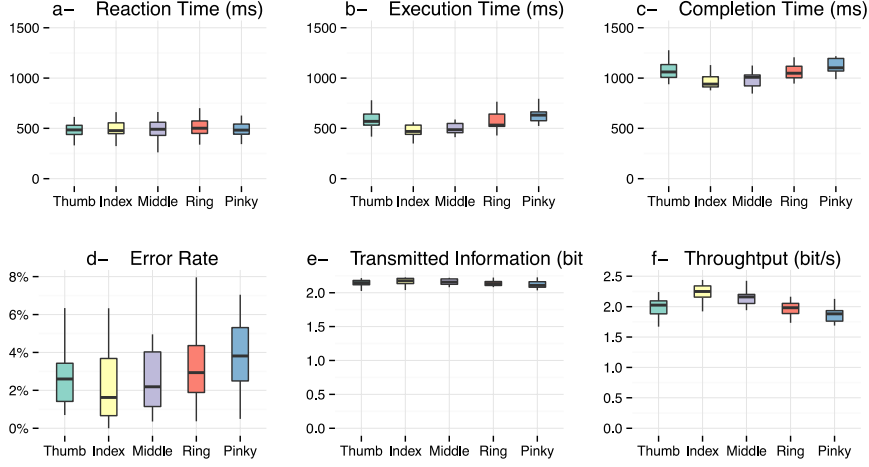 a– Reaction Time (ms)
1500
1000
500
0
Thumb Index Middle Ring Pinky
b– Execution Time (ms)
1500
1000
500
0
Thumb Index Middle Ring Pinky
c– Completion Time (ms)
1500
1000
500
0
Thumb Index Middle Ring Pinky
d– Error Rate
8%
6%
4%
2%
0%
Thumb Index Middle Ring Pinky
e– Transmitted Information (bit
2.0
1.5
1.0
0.5
0.0
Thumb Index Middle Ring Pinky
f– Throughtput (bit/s)
2.5
2.0
1.5
1.0
0.5
0.0
Thumb Index Middle Ring Pinky